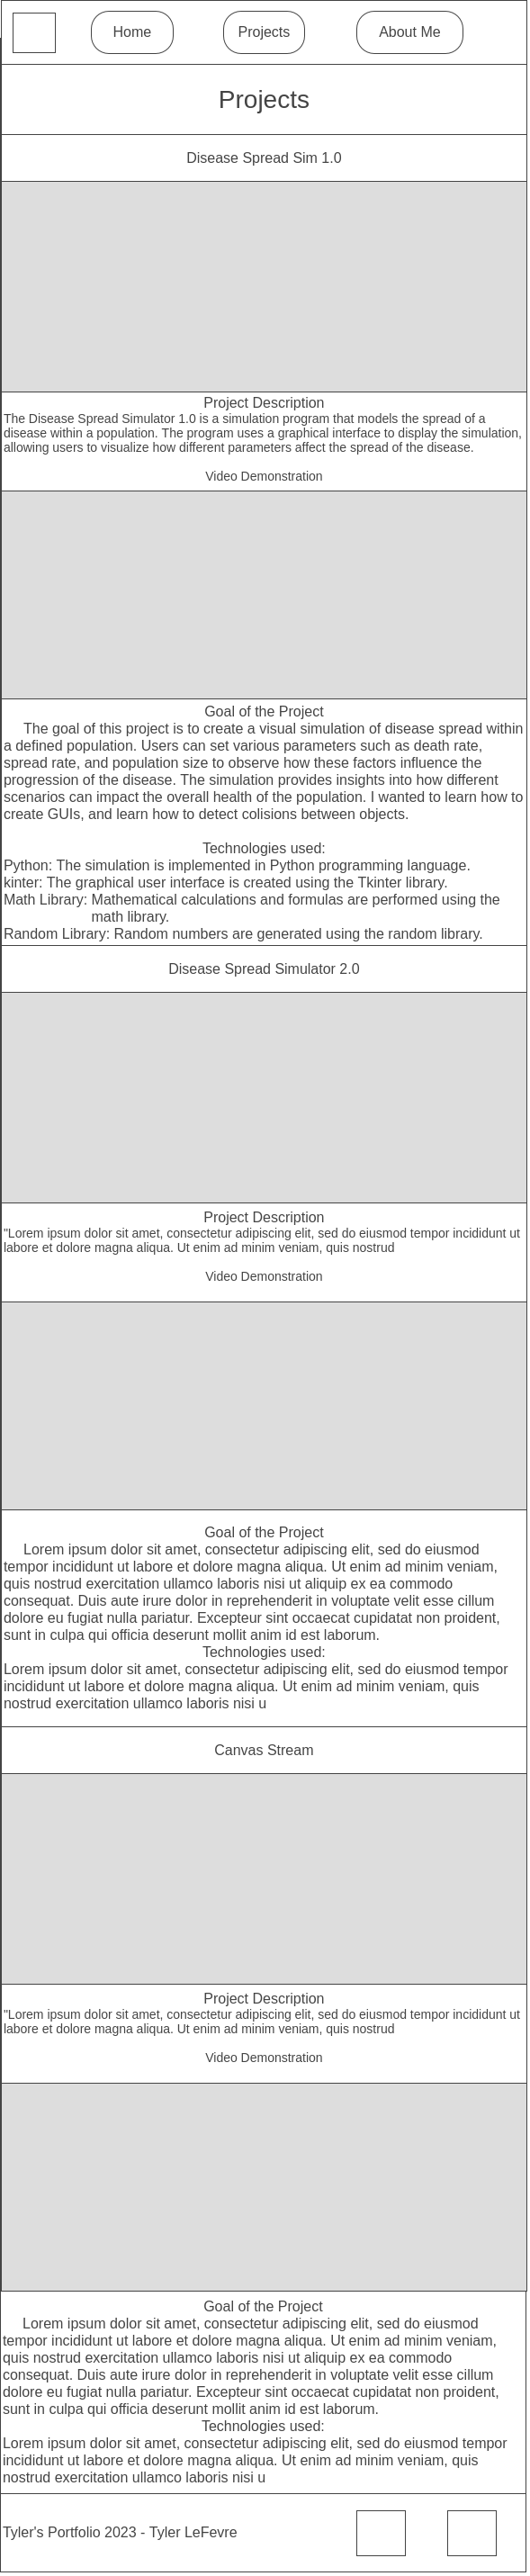 Home Projects About Me
Projects
Disease Spread Sim 1.0
Project Description
The Disease Spread Simulator 1.0 is a simulation program that models the spread of a
disease within a population. The program uses a graphical interface to display the simulation,
allowing users to visualize how different parameters affect the spread of the disease.
Video Demonstration
Goal of the Project
The goal of this project is to create a visual simulation of disease spread within
a defined population. Users can set various parameters such as death rate,
spread rate, and population size to observe how these factors influence the
progression of the disease. The simulation provides insights into how different
scenarios can impact the overall health of the population. I wanted to learn how to
create GUIs, and learn how to detect colisions between objects.
Technologies used:
Python: The simulation is implemented in Python programming language.
kinter: The graphical user interface is created using the Tkinter library.
Math Library: Mathematical calculations and formulas are performed using the
math library.
Random Library: Random numbers are generated using the random library.
Disease Spread Simulator 2.0
Project Description
"Lorem ipsum dolor sit amet, consectetur adipiscing elit, sed do eiusmod tempor incididunt ut
labore et dolore magna aliqua. Ut enim ad minim veniam, quis nostrud
Video Demonstration
Goal of the Project
Lorem ipsum dolor sit amet, consectetur adipiscing elit, sed do eiusmod
tempor incididunt ut labore et dolore magna aliqua. Ut enim ad minim veniam,
quis nostrud exercitation ullamco laboris nisi ut aliquip ex ea commodo
consequat. Duis aute irure dolor in reprehenderit in voluptate velit esse cillum
dolore eu fugiat nulla pariatur. Excepteur sint occaecat cupidatat non proident,
sunt in culpa qui officia deserunt mollit anim id est laborum.
Technologies used:
Lorem ipsum dolor sit amet, consectetur adipiscing elit, sed do eiusmod tempor
incididunt ut labore et dolore magna aliqua. Ut enim ad minim veniam, quis
nostrud exercitation ullamco laboris nisi u
Canvas Stream
Project Description
"Lorem ipsum dolor sit amet, consectetur adipiscing elit, sed do eiusmod tempor incididunt ut
labore et dolore magna aliqua. Ut enim ad minim veniam, quis nostrud
Video Demonstration
Goal of the Project
Lorem ipsum dolor sit amet, consectetur adipiscing elit, sed do eiusmod
tempor incididunt ut labore et dolore magna aliqua. Ut enim ad minim veniam,
quis nostrud exercitation ullamco laboris nisi ut aliquip ex ea commodo
consequat. Duis aute irure dolor in reprehenderit in voluptate velit esse cillum
dolore eu fugiat nulla pariatur. Excepteur sint occaecat cupidatat non proident,
sunt in culpa qui officia deserunt mollit anim id est laborum.
Technologies used:
Lorem ipsum dolor sit amet, consectetur adipiscing elit, sed do eiusmod tempor
incididunt ut labore et dolore magna aliqua. Ut enim ad minim veniam, quis
nostrud exercitation ullamco laboris nisi u
Tyler's Portfolio 2023 - Tyler LeFevre